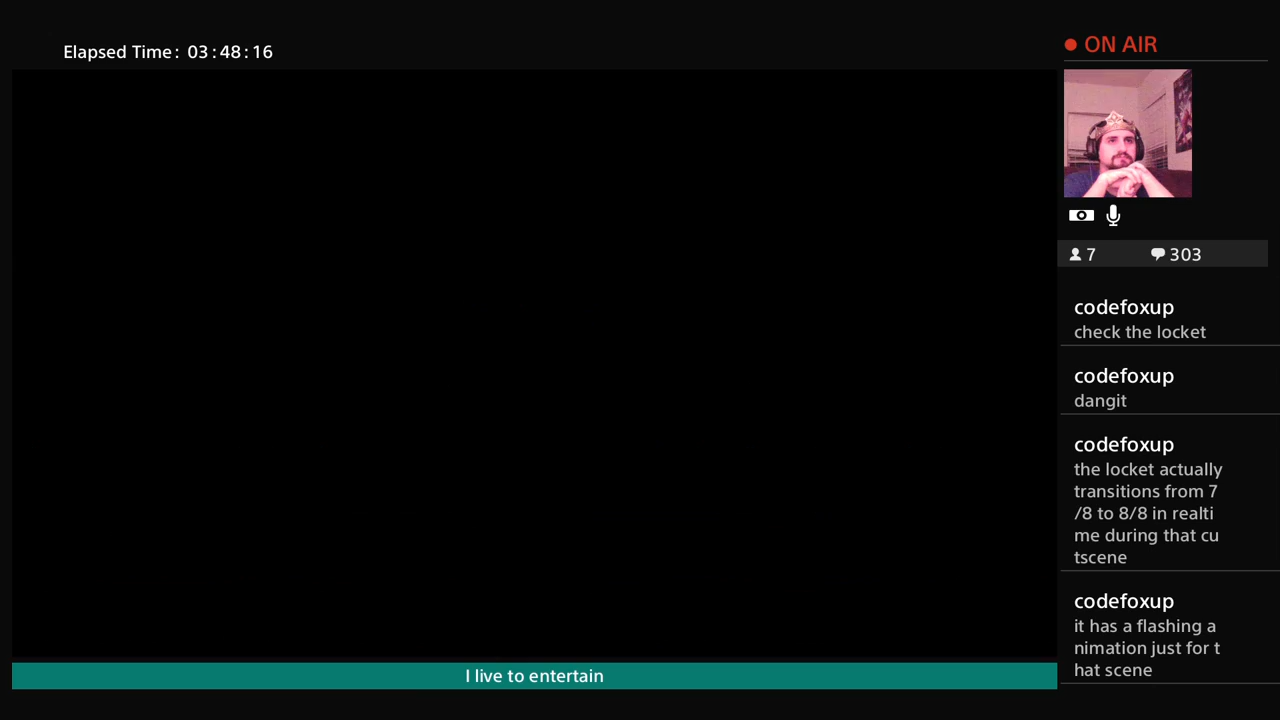 Elapsed Time: 03:48:16
ON AIR
7 303
codefoxup
check the locket
codefoxup
dangit
codefoxup
the locket actually
transitions from 7
/8 to 8/8 in realti
me during that cu
tscene
codefoxup
it has a flashing a
nimation just for t
hat scene
I live to entertain